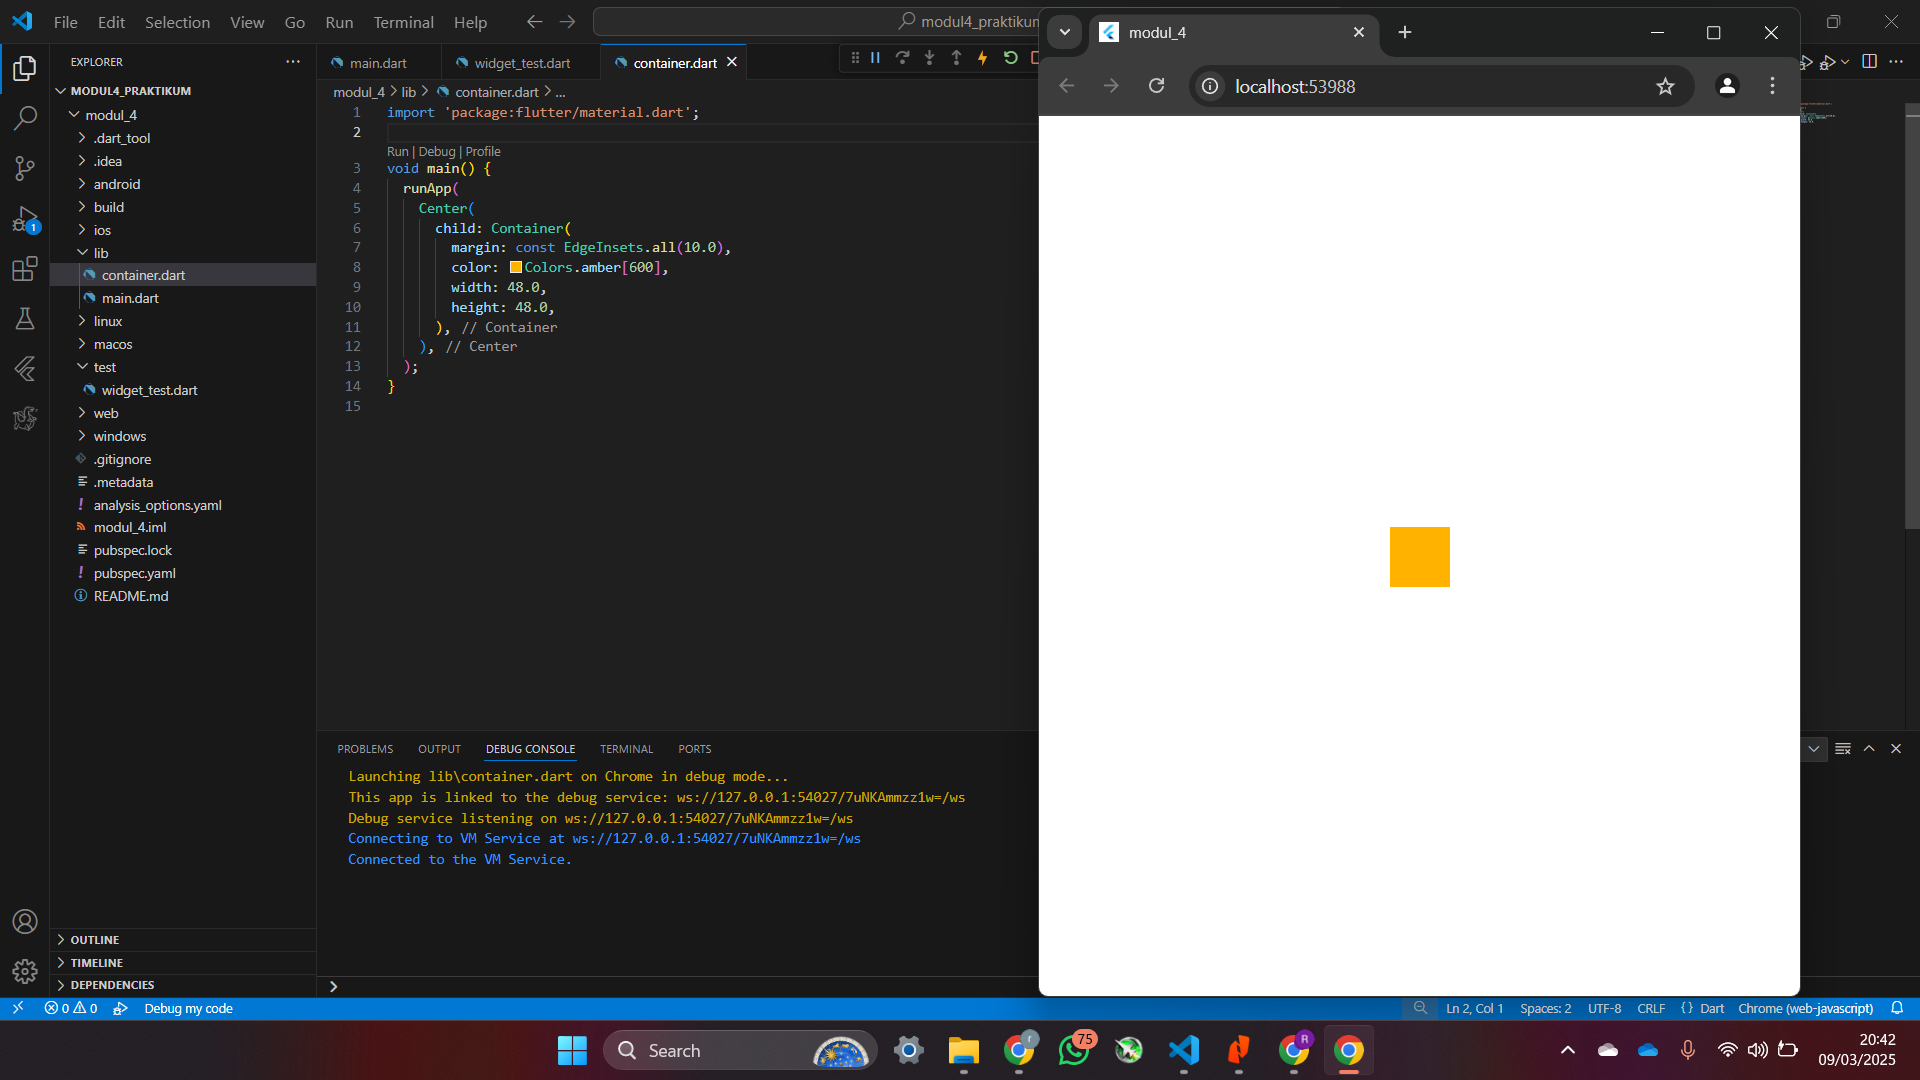 File Edit Selection View Go Run Terminal Help
modul4_praktikum
EXPLORER
MODUL4_PRAKTIKUM
modul_4
.dart_tool
.idea
android
build
ios
lib
container.dart
main.dart
linux
macos
test
widget_test.dart
web
windows
.gitignore
.metadata
analysis_options.yaml
modul_4.iml
pubspec.lock
pubspec.yaml
README.md
OUTLINE
TIMELINE
DEPENDENCIES
1
main.dart widget_test.dart container.dart
modul_4 > lib > container.dart > ...
1 import 'package:flutter/material.dart';
2
Run | Debug | Profile
3 void main() {
4 runApp(
5 Center(
6 child: Container(
7 margin: const EdgeInsets.all(10.0),
8 color: Colors.amber[600],
9 width: 48.0,
10 height: 48.0,
11 ), // Container
12 ), // Center
13 );
14 }
15
PROBLEMS OUTPUT DEBUG CONSOLE TERMINAL PORTS
Launching lib\container.dart on Chrome in debug mode...
This app is linked to the debug service: ws://127.0.0.1:54027/7uNKAmmzz1w=/ws
Debug service listening on ws://127.0.0.1:54027/7uNKAmmzz1w=/ws
Connecting to VM Service at ws://127.0.0.1:54027/7uNKAmmzz1w=/ws
Connected to the VM Service.
modul_4
localhost:53988
0 0 Debug my code
Ln 2, Col 1 Spaces: 2 UTF-8 CRLF {} Dart Chrome (web-javascript)
Search
r
75
R
20:42
09/03/2025